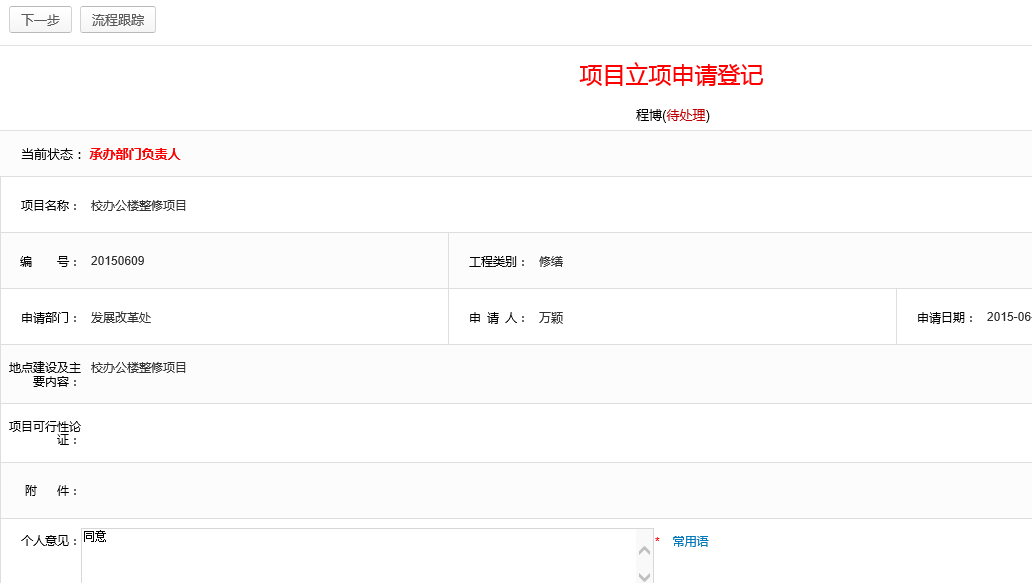 下一步 流程跟踪
项目立项申请登记
程博(待处理)
当前状态： 承办部门负责人
项目名称： 校办公楼整修项目
编 号： 20150609 工程类别： 修缮
申请部门： 发展改革处 申 请 人： 万颖 申请日期： 2015-06
地点建设及主
要内容： 校办公楼整修项目
项目可行性论
证：
附 件：
个人意见： 同意 * 常用语